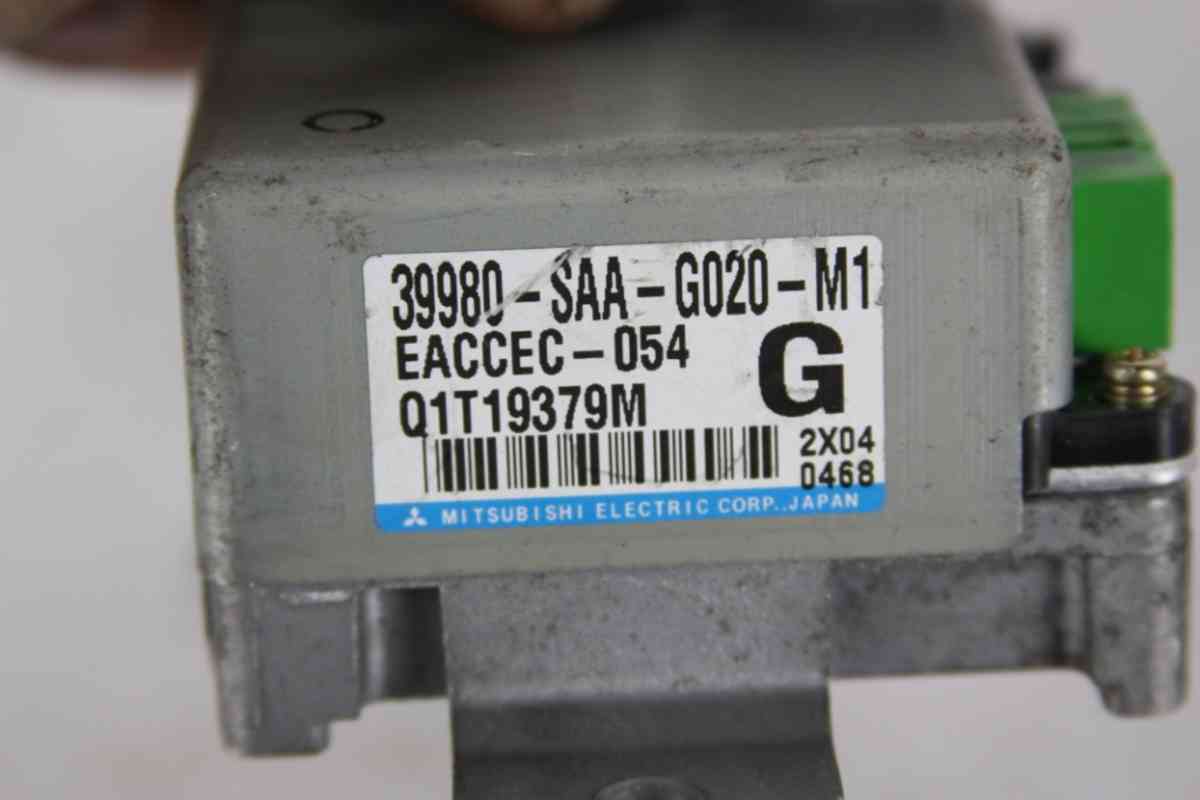 39980-SAA-G020-M1
EACCEC-054
G
Q1T19379M
2X04
0468
MITSUBISHI ELECTRIC CORP.,JAPAN